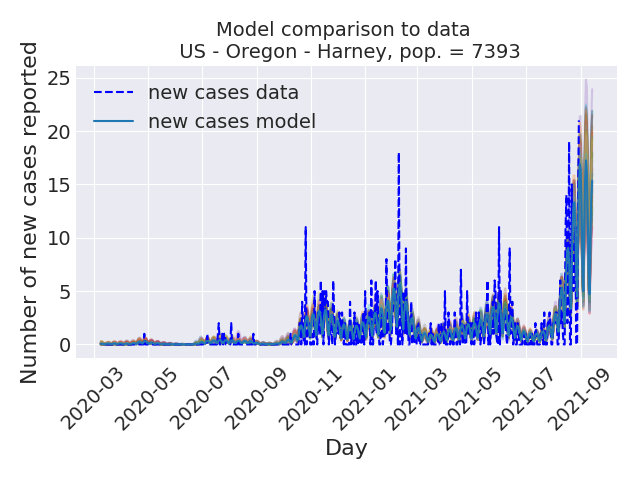 Model comparison to data
US - Oregon - Harney, pop. = 7393
new cases data
new cases model
Number of new cases reported
25
20
15
10
5
0
2020-03
2020-05
2020-07
2020-09
2020-11
2021-01
2021-03
2021-05
2021-07
2021-09
Day